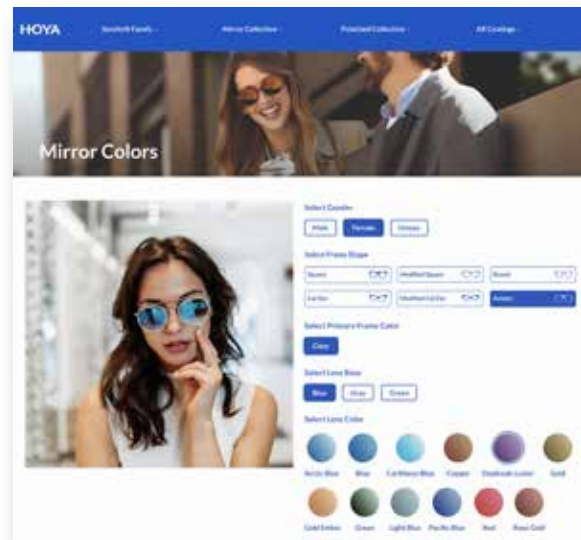 HOYA
Mirror Collection
Polarized Collection
All Coatings
Mirror Colors
Select Gender
Male Female Unisex
Select Frame Shape
Square Modified Square Round
Cat Eye Modified Cat Eye Aviator
Select Primary Frame Color
Grey
Select Lens Base
Blue Gray Green
Select Lens Color
Arctic Blue Blue Caribbean Blue Copper Gold
Gold Ember Green Light Blue Pacific Blue Red Rose Gold